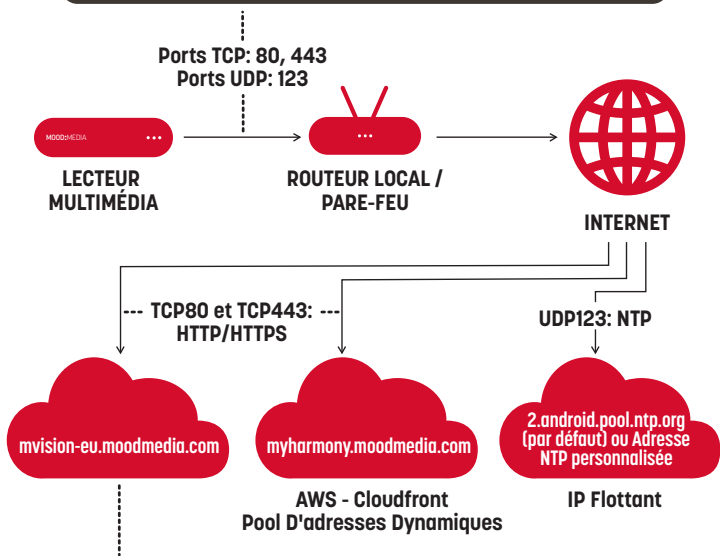 Ports TCP: 80, 443
Ports UDP: 123
MOOD:MEDIA
LECTEUR
MULTIMÉDIA
ROUTEUR LOCAL /
PARE-FEU
INTERNET
TCP80 et TCP443:
HTTP/HTTPS
UDP123: NTP
mvision-eu.moodmedia.com
myharmony.moodmedia.com
2.android.pool.ntp.org
(par défaut) ou Adresse
NTP personnalisée
AWS - Cloudfront
Pool D'adresses Dynamiques
IP Flottant